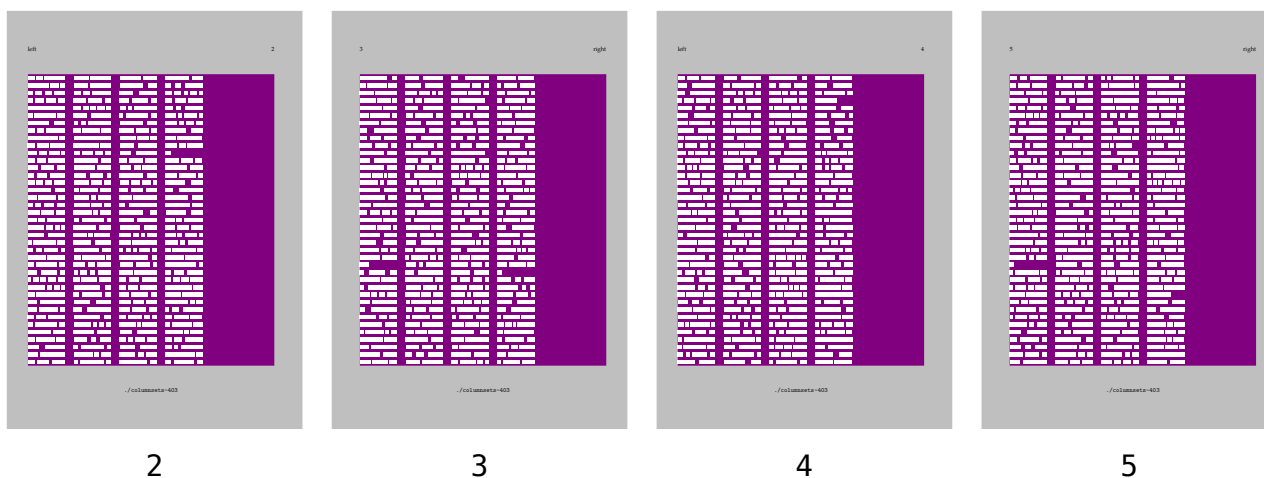 left 2
3 right
left 4
5 right
./columnsets-403
./columnsets-403
./columnsets-403
./columnsets-403
2
3
4
5